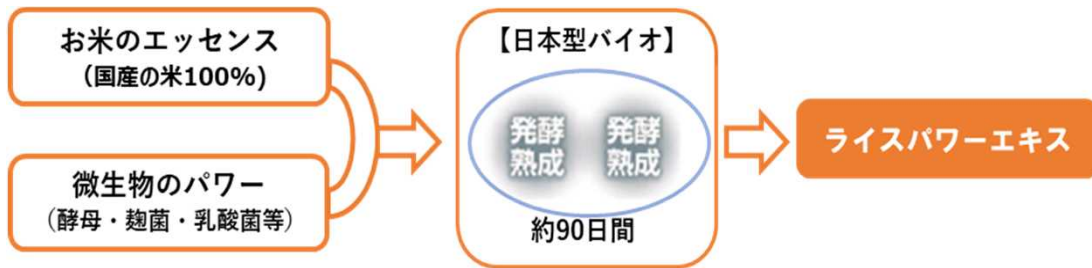 お米のエッセンス
（国産の米100%）
微生物のパワー
（酵母・麹菌・乳酸菌等）
【日本型バイオ】
発酵
熟成
発酵
熟成
約90日間
ライスパワーエキス